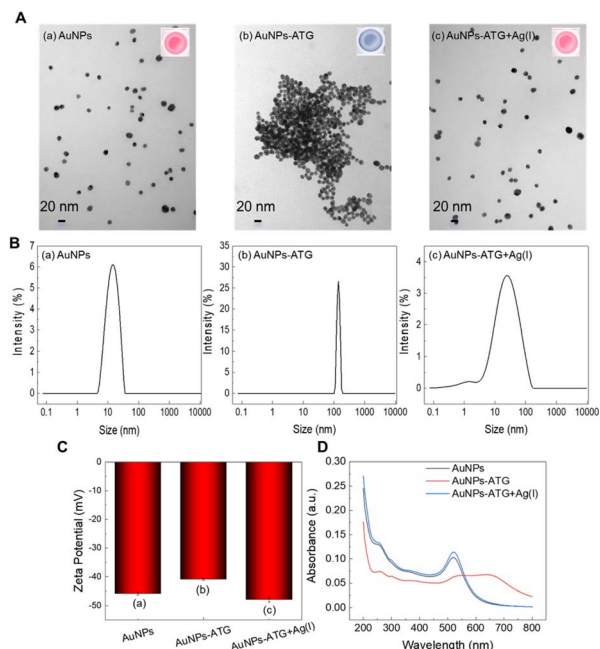 A
(a) AuNPs
(b) AuNPs-ATG
(c) AuNPs-ATG+Ag(I)
20 nm
20 nm
20 nm
B
(a) AuNPs
(b) AuNPs-ATG
(c) AuNPs-ATG+Ag(I)
Intensity (%)
7
6
5
4
3
2
1
0
0.1 1 10 100 1000 10000
Size (nm)
Intensity (%)
35
30
25
20
15
10
5
0
0.1 1 10 100 1000 10000
Size (nm)
Intensity (%)
4
3
2
1
0
0.1 1 10 100 1000 10000
Size (nm)
C
Zeta Potential (mV)
0
-10
-20
-30
-40
-50
(a)
(b)
(c)
AuNPs
AuNPs-ATG
AuNPs-ATG+Ag(I)
D
Absorbance (a.u.)
0.30
0.25
0.20
0.15
0.10
0.05
0.00
AuNPs
AuNPs-ATG
AuNPs-ATG+Ag(I)
200 300 400 500 600 700 800
Wavelength (nm)